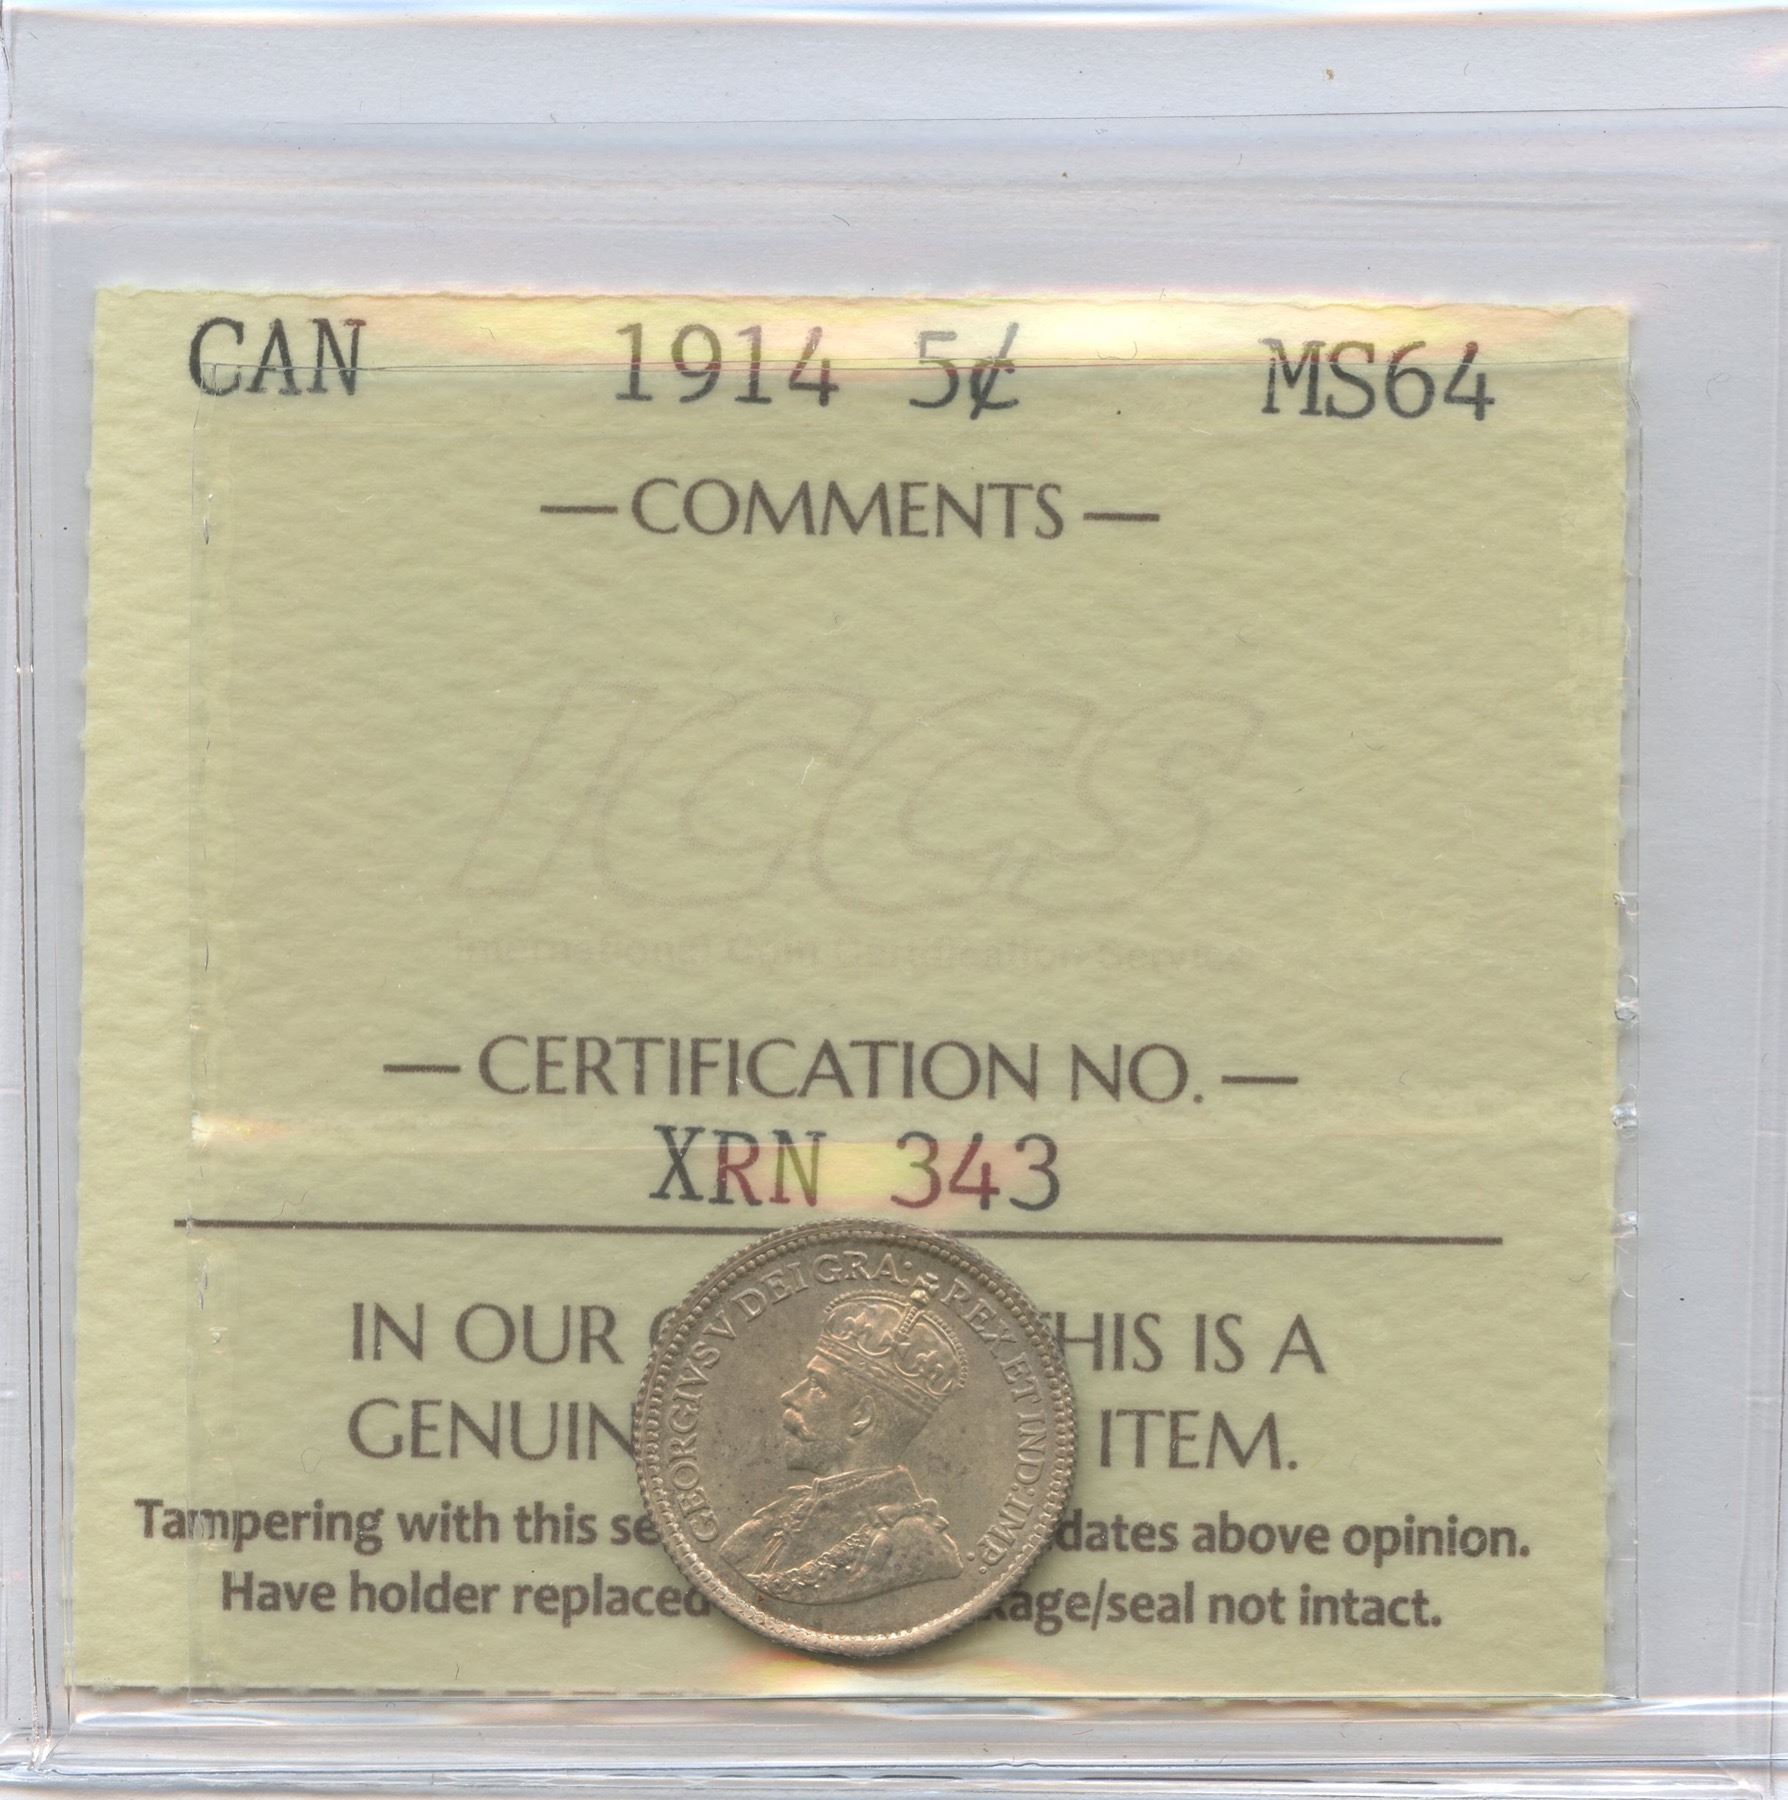 CAN 1914 5¢ MS64
— COMMENTS —
ICCS
International Coin Certification Service
— CERTIFICATION NO. —
XRN 343
GEORGIVS V DEI GRA: REX ET IND: IMP.
IN OUR THIS IS A
GENUIN ITEM.
Tampering with this se dates above opinion.
Have holder replaced kage/seal not intact.